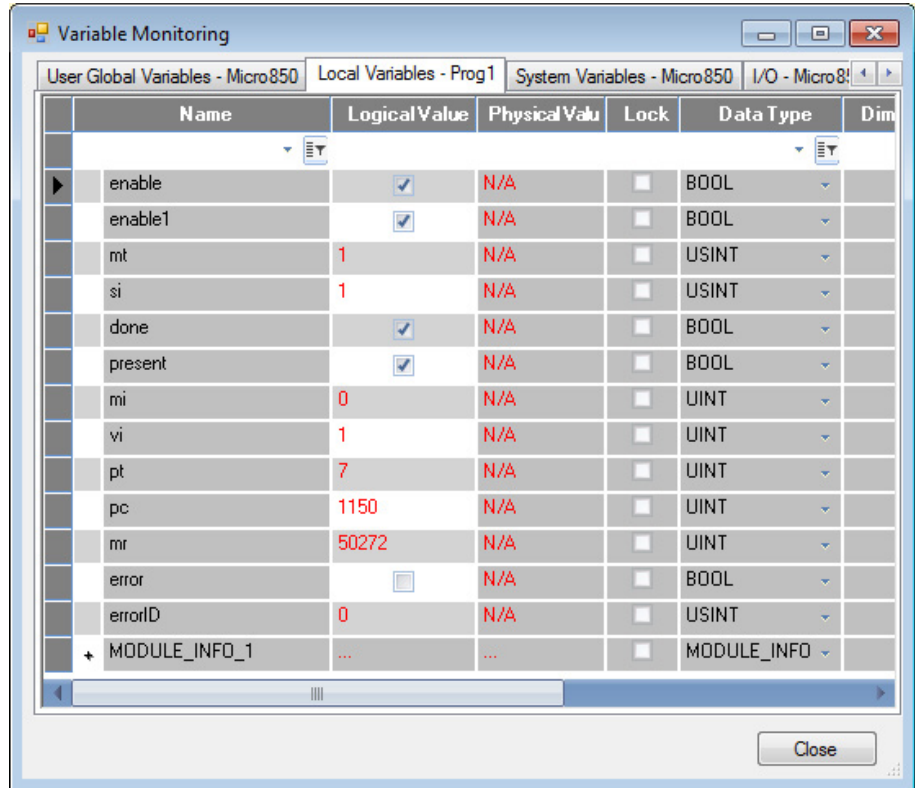 Variable Monitoring
User Global Variables - Micro850 Local Variables - Prog1 System Variables - Micro850 I/O - Micro8
Name Logical Value Physical Valu Lock Data Type Dim
enable N/A BOOL
enable1 N/A BOOL
mt 1 N/A USINT
si 1 N/A USINT
done N/A BOOL
present N/A BOOL
mi 0 N/A UINT
vi 1 N/A UINT
pt 7 N/A UINT
pc 1150 N/A UINT
mr 50272 N/A UINT
error N/A BOOL
errorID 0 N/A USINT
+ MODULE_INFO_1 ... ... MODULE_INFO
Close